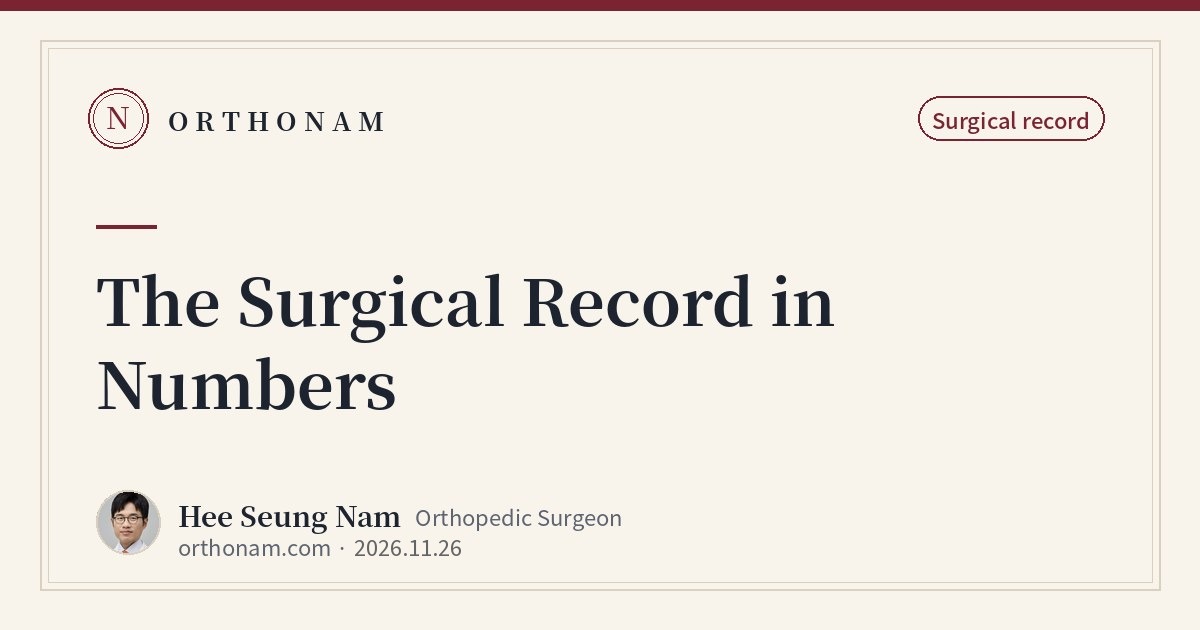 N
ORTHONAM
Surgical record
The Surgical Record in
Numbers
Hee Seung Nam Orthopedic Surgeon
orthonam.com · 2026.11.26